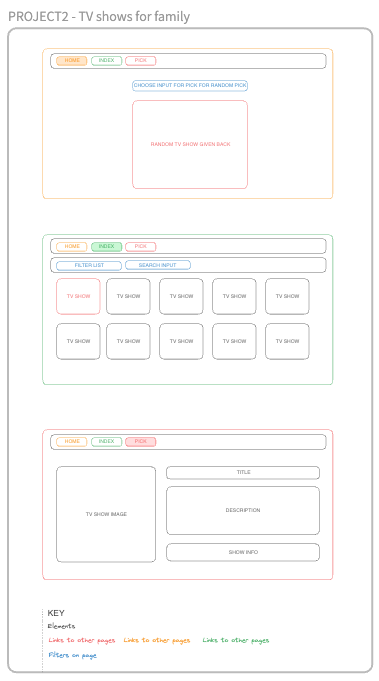 PROJECT2 - TV shows for family
HOME INDEX PICK
CHOOSE INPUT FOR PICK FOR RANDOM PICK
RANDOM TV SHOW GIVEN BACK
HOME INDEX PICK
FILTER LIST SEARCH INPUT
TV SHOW TV SHOW TV SHOW TV SHOW TV SHOW
TV SHOW TV SHOW TV SHOW TV SHOW TV SHOW
HOME INDEX PICK
TITLE
TV SHOW IMAGE DESCRIPTION
SHOW INFO
KEY
Elements
Links to other pages Links to other pages Links to other pages
Filters on page